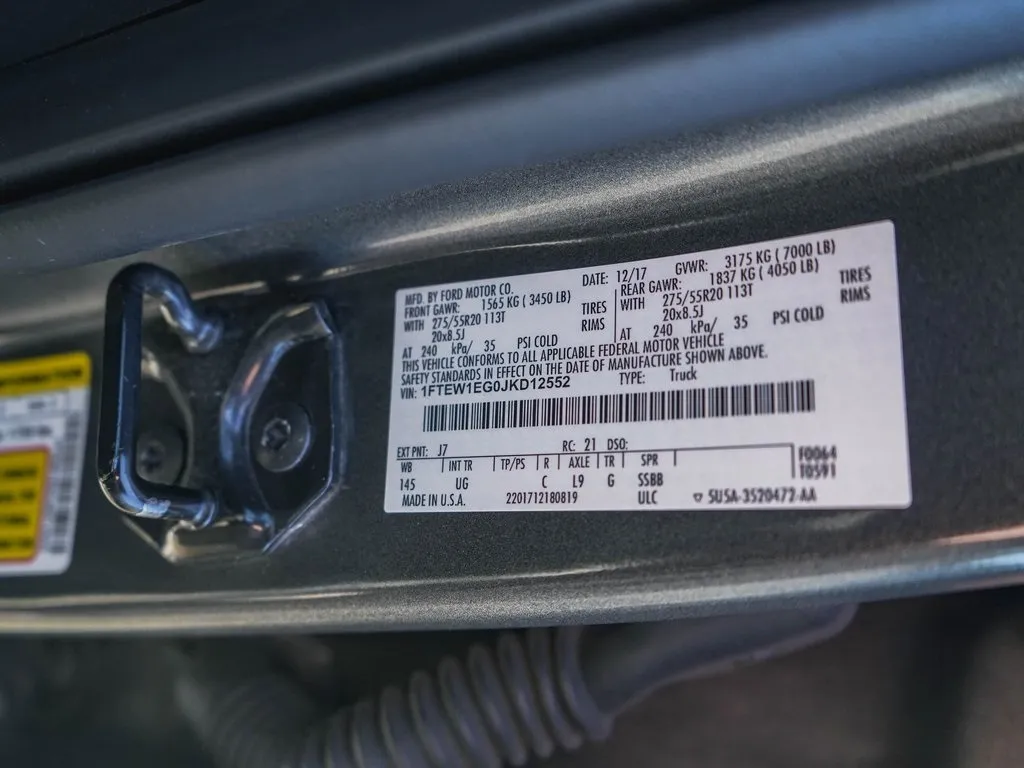 MFD. BY FORD MOTOR CO. DATE: 12/17 GVWR: 3175 KG ( 7000 LB)
FRONT GAWR: 1565 KG ( 3450 LB) REAR GAWR: 1837 KG ( 4050 LB)
WITH 275/55R20 113T TIRES WITH 275/55R20 113T TIRES
20x8.5J RIMS 20x8.5J RIMS
AT 240 kPa/ 35 PSI COLD AT 240 kPa/ 35 PSI COLD
THIS VEHICLE CONFORMS TO ALL APPLICABLE FEDERAL MOTOR VEHICLE
SAFETY STANDARDS IN EFFECT ON THE DATE OF MANUFACTURE SHOWN ABOVE.
VIN: 1FTEW1EG0JKD12552 TYPE: Truck
EXT PNT: J7 RC: 21 DSO: F0064
WB INT TR TP/PS R AXLE TR SPR 10591
145 UG C L9 G SSBB
MADE IN U.S.A. 2201712180819 ULC 5U5A-3520472-AA